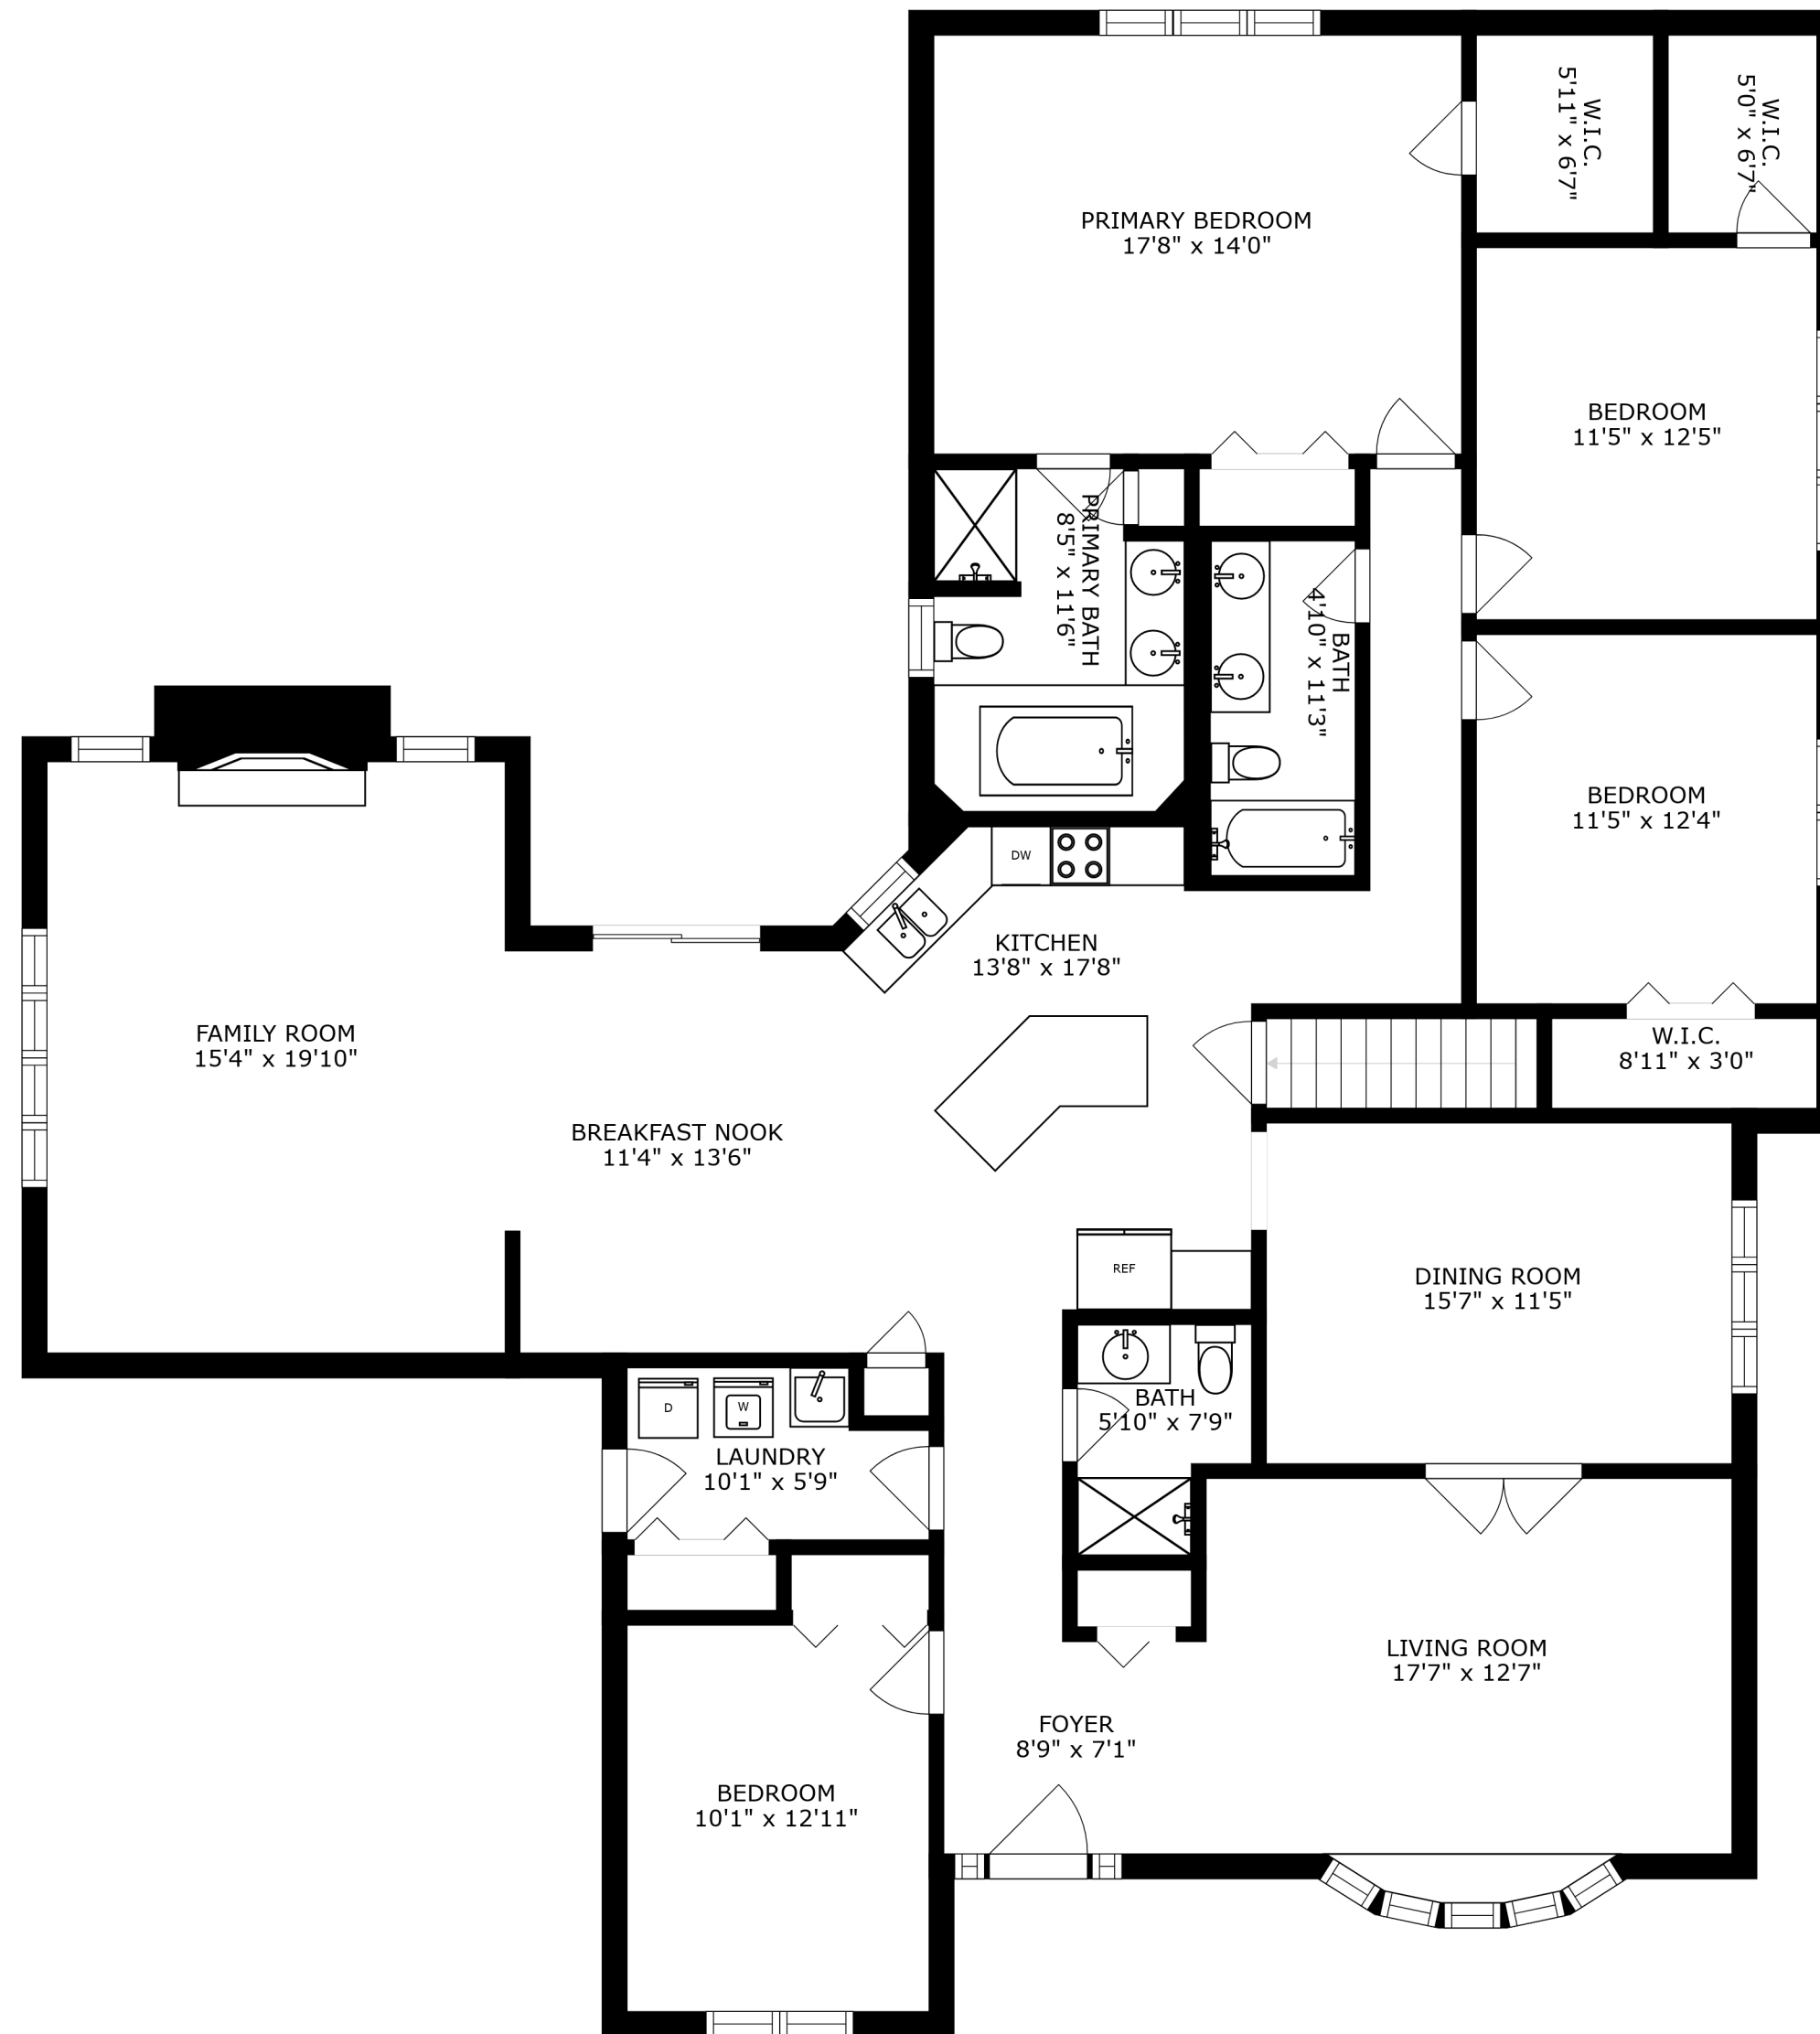 W.I.C.
5'11" x 6'7"
W.I.C.
5'0" x 6'7"
PRIMARY BEDROOM
17'8" x 14'0"
BEDROOM
11'5" x 12'5"
PRIMARY BATH
8'5" x 11'6"
BATH
4'10" x 11'3"
BEDROOM
11'5" x 12'4"
DW
KITCHEN
13'8" x 17'8"
FAMILY ROOM
15'4" x 19'10"
W.I.C.
8'11" x 3'0"
BREAKFAST NOOK
11'4" x 13'6"
REF
DINING ROOM
15'7" x 11'5"
D
W
BATH
5'10" x 7'9"
LAUNDRY
10'1" x 5'9"
LIVING ROOM
17'7" x 12'7"
FOYER
8'9" x 7'1"
BEDROOM
10'1" x 12'11"